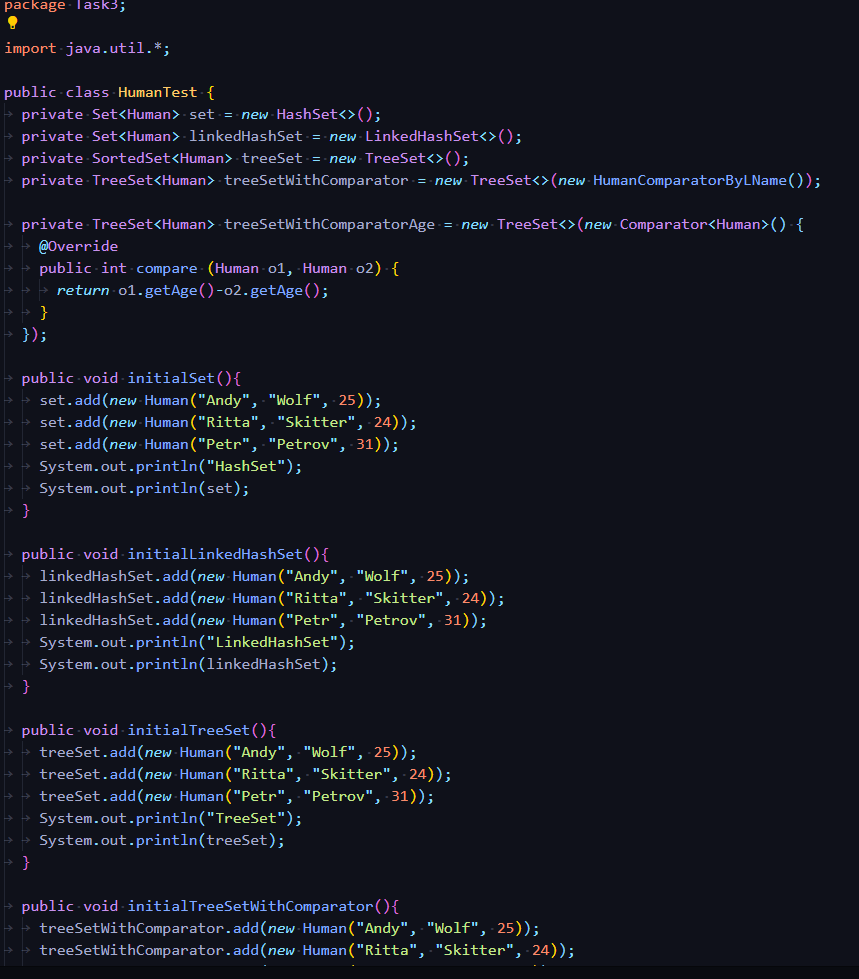 package Task3;
import java.util.*;
public class HumanTest {
private Set<Human> set = new HashSet<>();
private Set<Human> linkedHashSet = new LinkedHashSet<>();
private SortedSet<Human> treeSet = new TreeSet<>();
private TreeSet<Human> treeSetWithComparator = new TreeSet<>(new HumanComparatorByLName());
private TreeSet<Human> treeSetWithComparatorAge = new TreeSet<>(new Comparator<Human>() {
@Override
public int compare (Human o1, Human o2) {
return o1.getAge()-o2.getAge();
}
});
public void initialSet(){
set.add(new Human("Andy", "Wolf", 25));
set.add(new Human("Ritta", "Skitter", 24));
set.add(new Human("Petr", "Petrov", 31));
System.out.println("HashSet");
System.out.println(set);
}
public void initialLinkedHashSet(){
linkedHashSet.add(new Human("Andy", "Wolf", 25));
linkedHashSet.add(new Human("Ritta", "Skitter", 24));
linkedHashSet.add(new Human("Petr", "Petrov", 31));
System.out.println("LinkedHashSet");
System.out.println(linkedHashSet);
}
public void initialTreeSet(){
treeSet.add(new Human("Andy", "Wolf", 25));
treeSet.add(new Human("Ritta", "Skitter", 24));
treeSet.add(new Human("Petr", "Petrov", 31));
System.out.println("TreeSet");
System.out.println(treeSet);
}
public void initialTreeSetWithComparator(){
treeSetWithComparator.add(new Human("Andy", "Wolf", 25));
treeSetWithComparator.add(new Human("Ritta", "Skitter", 24));